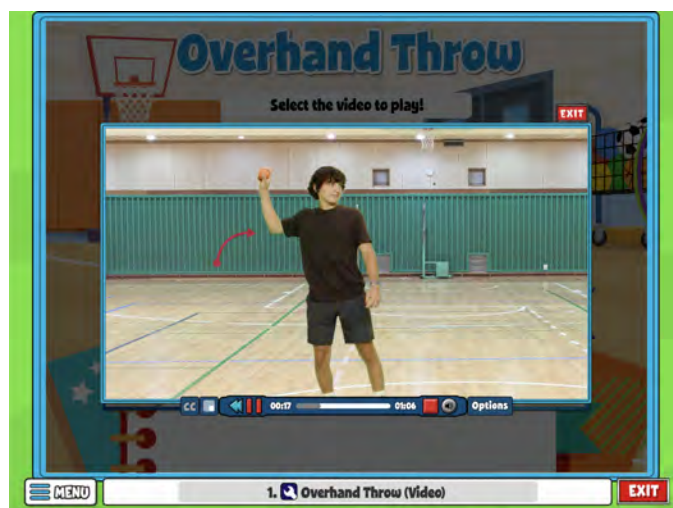 Overhand Throw
Select the video to play!
EXIT
CC
00:17
01:06
Options
MENU
1. Overhand Throw (Video)
EXIT